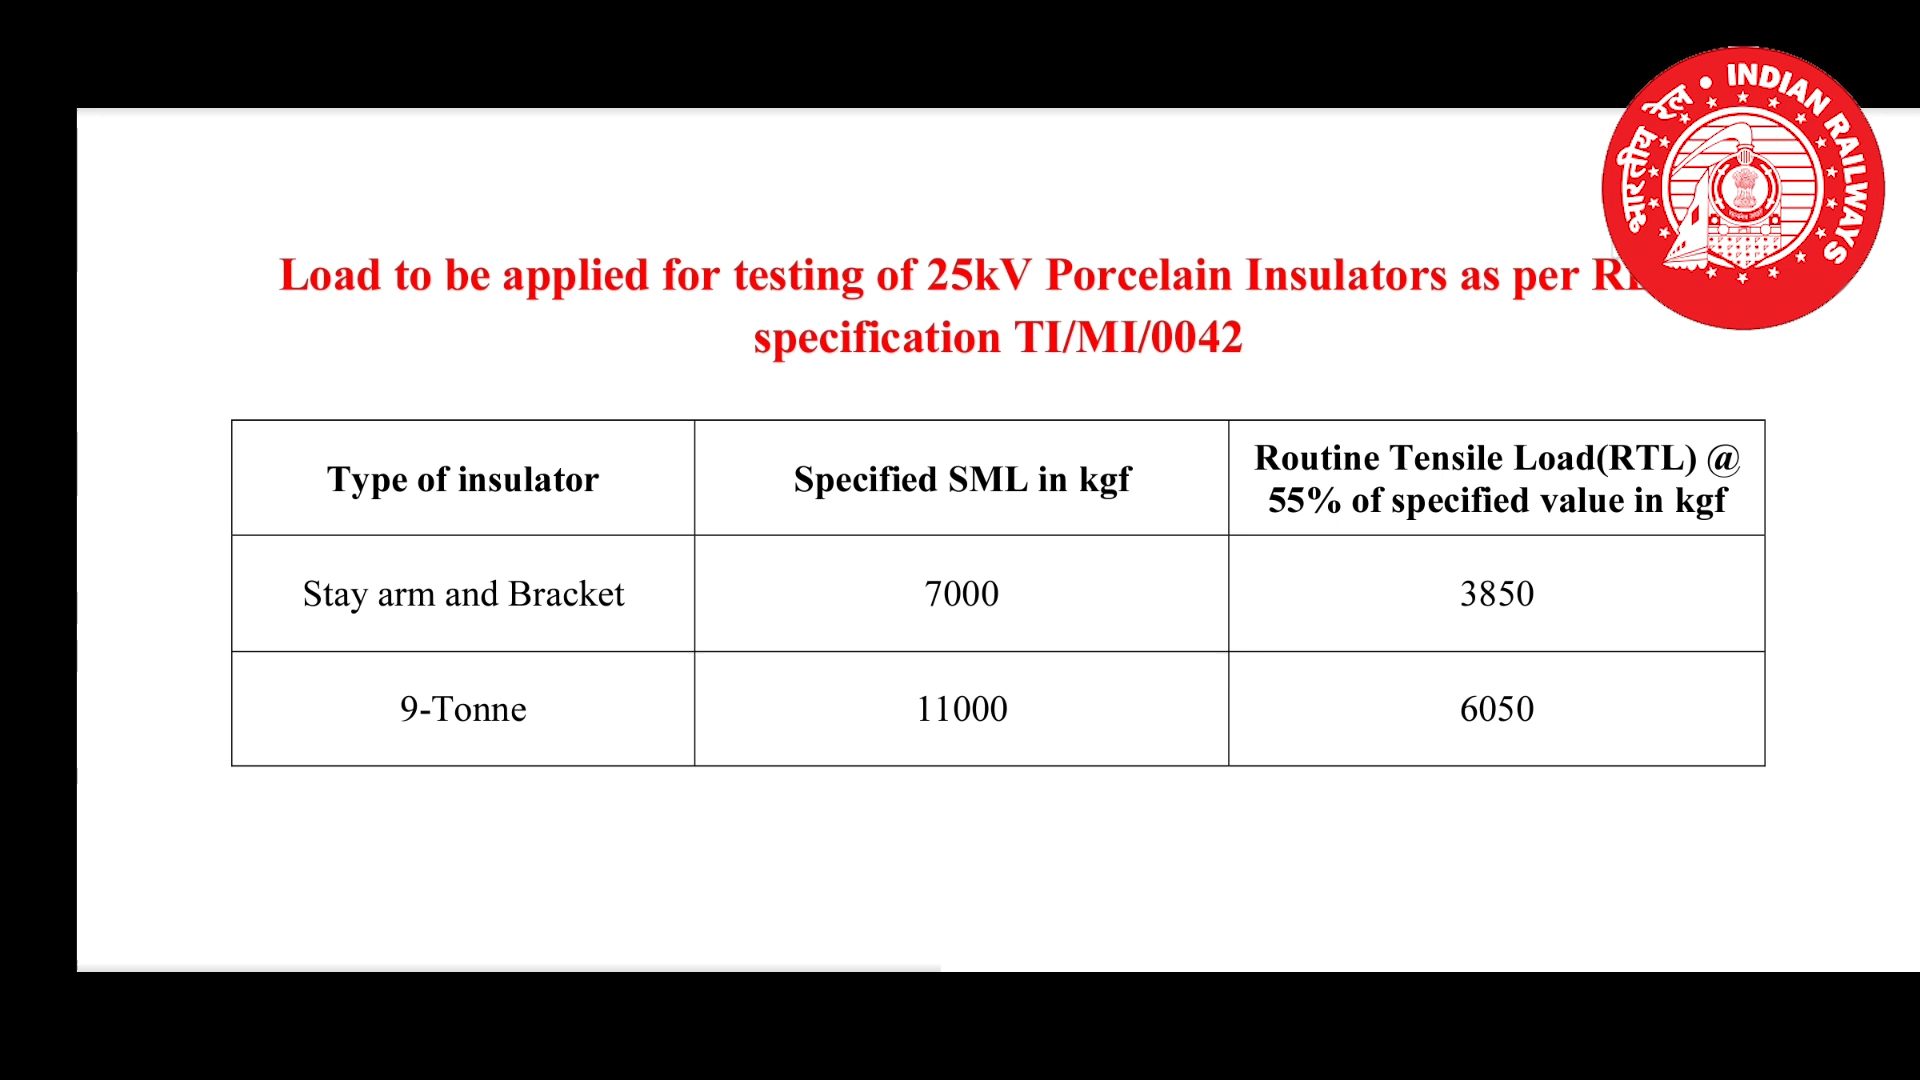 भारतीय रेल • INDIAN RAILWAYS
Load to be applied for testing of 25kV Porcelain Insulators as per
specification TI/MI/0042
Type of insulator
Specified SML in kgf
Routine Tensile Load(RTL) @
55% of specified value in kgf
Stay arm and Bracket
7000
3850
9-Tonne
11000
6050